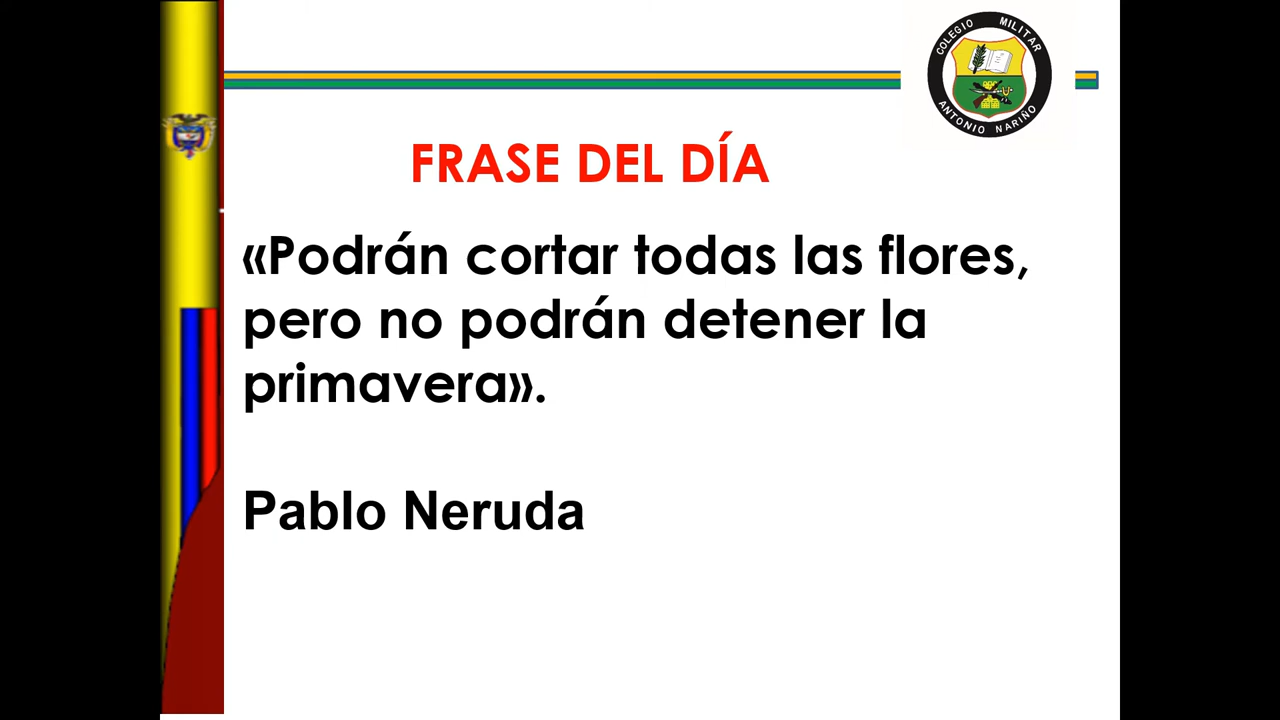 COLEGIO MILITAR
ANTONIO NARIÑO
FRASE DEL DÍA
«Podrán cortar todas las flores,
pero no podrán detener la
primavera».
Pablo Neruda